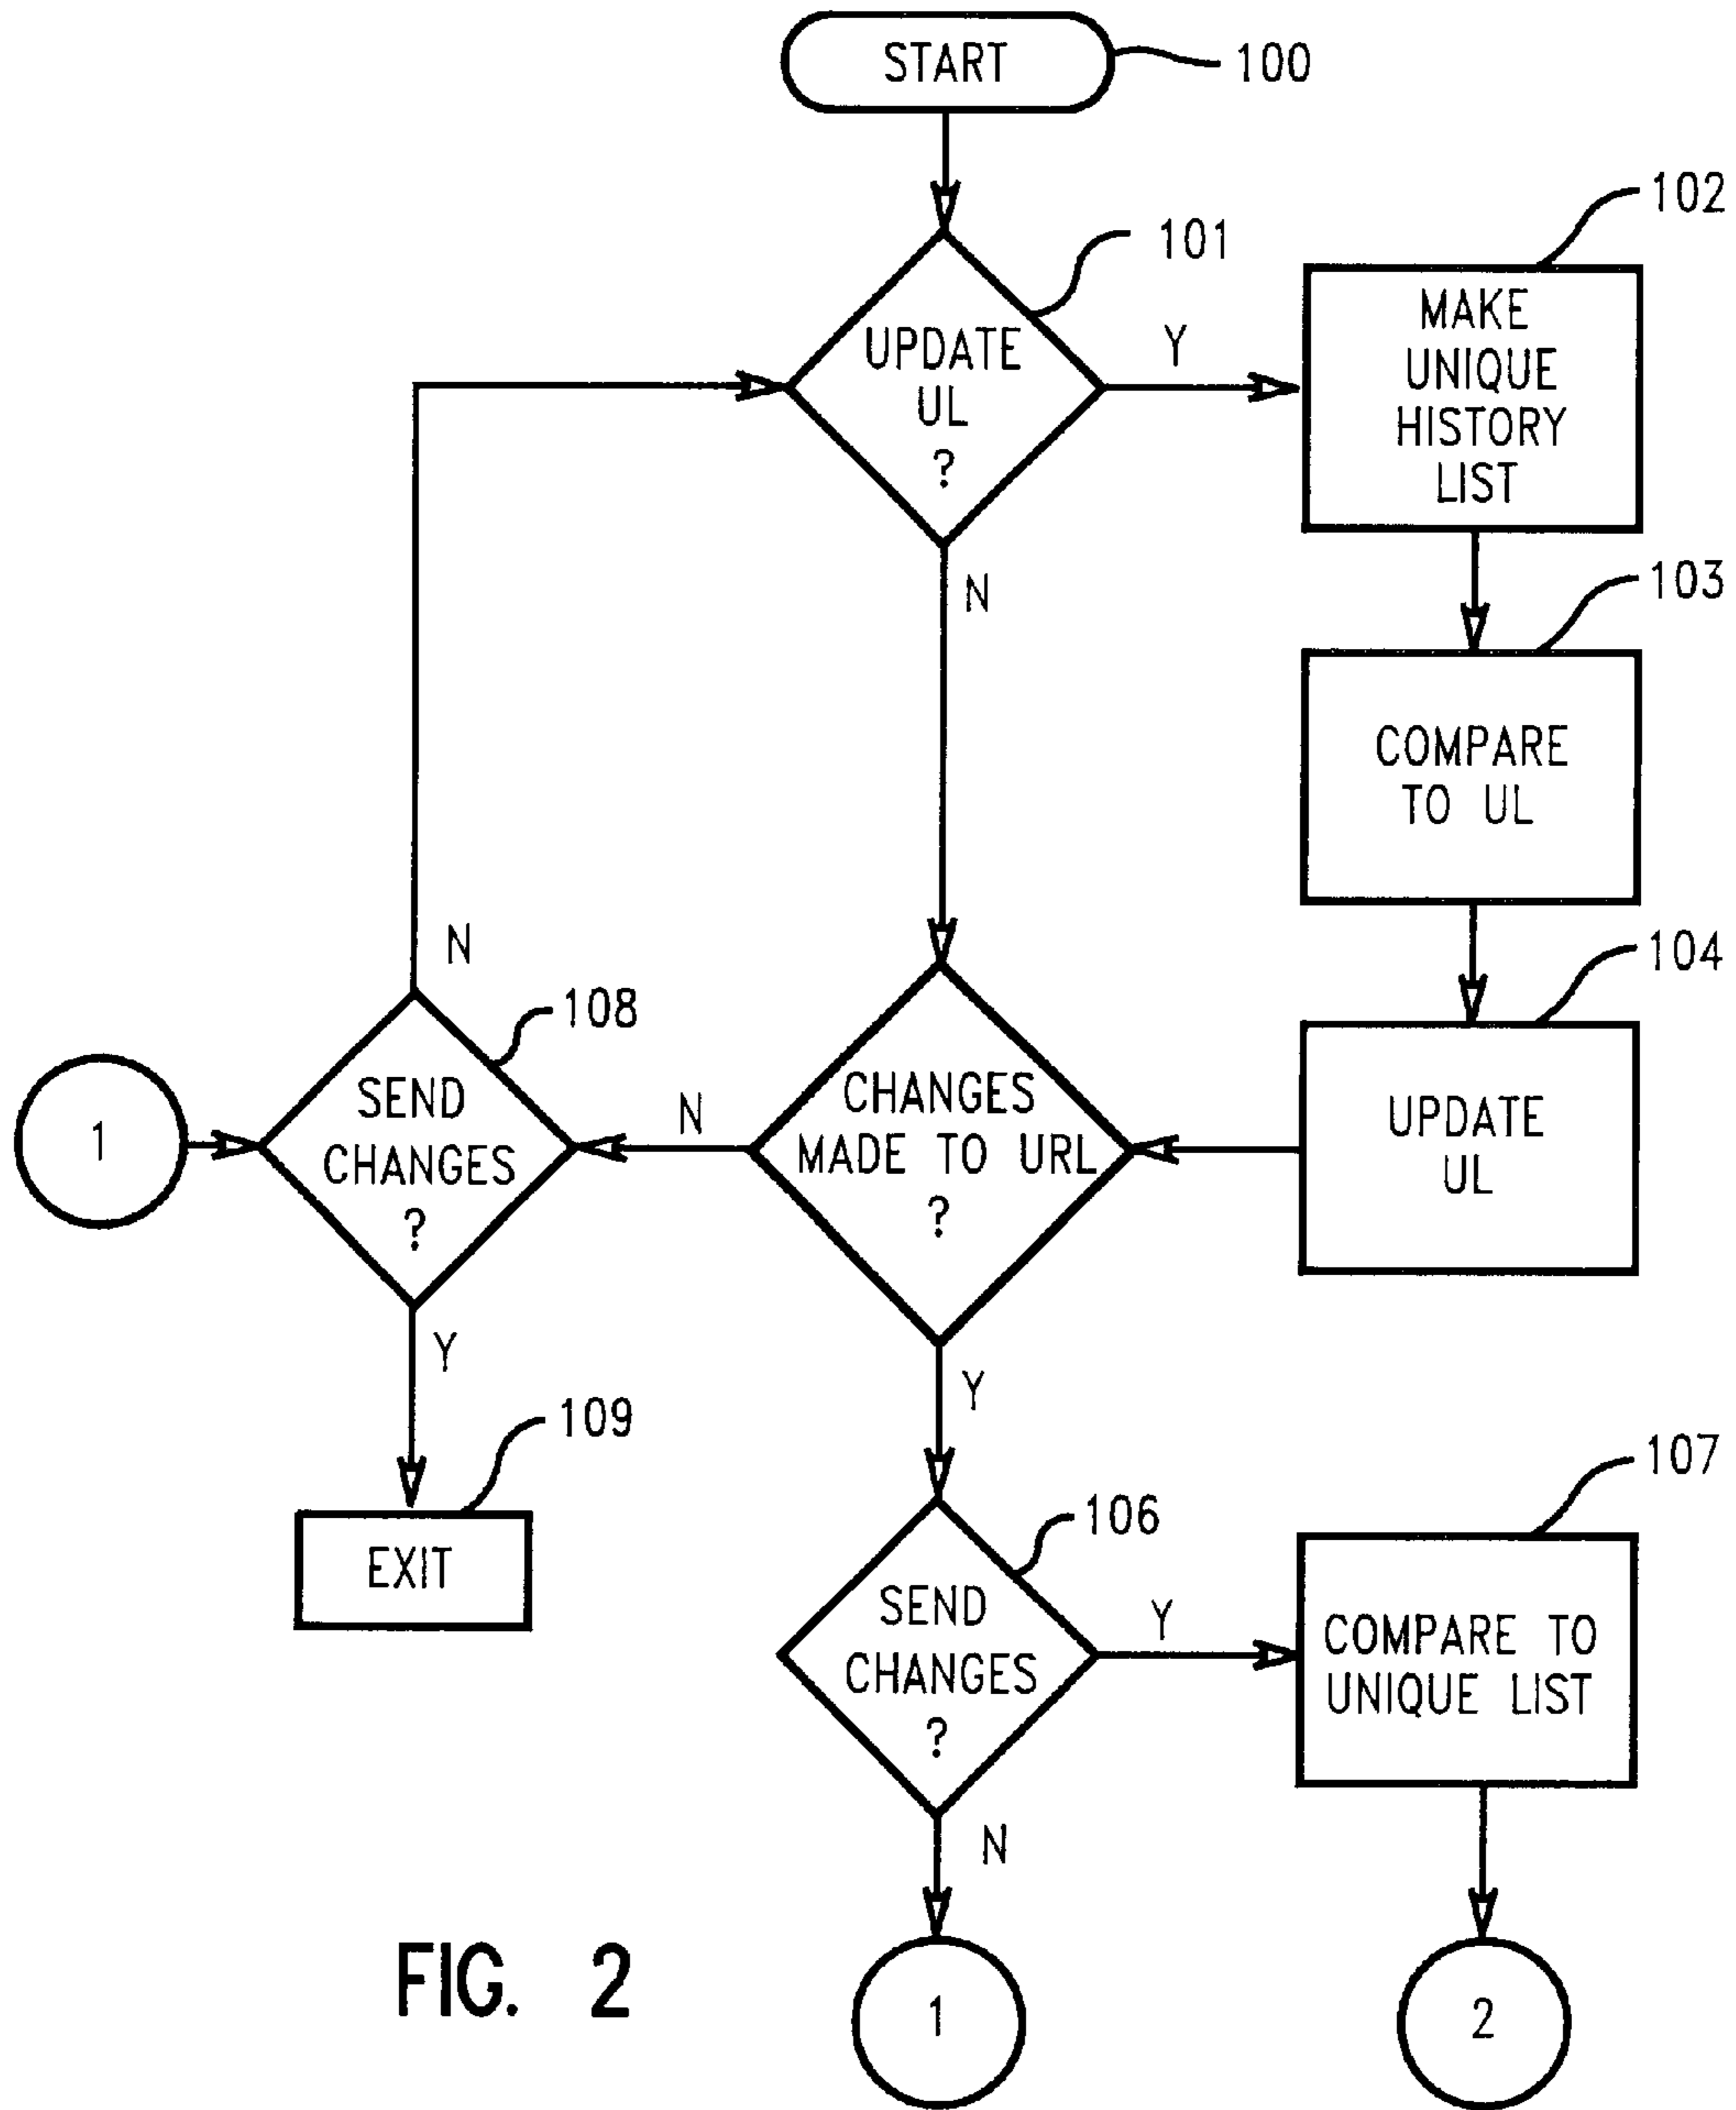 START
100
101
102
UPDATE
UL
?
Y
MAKE
UNIQUE
HISTORY
LIST
N
103
COMPARE
TO UL
N
104
108
1
SEND
CHANGES
?
N
CHANGES
MADE TO URL
?
UPDATE
UL
Y
Y
109
EXIT
106
107
SEND
CHANGES
?
Y
COMPARE TO
UNIQUE LIST
N
FIG. 2
1
2